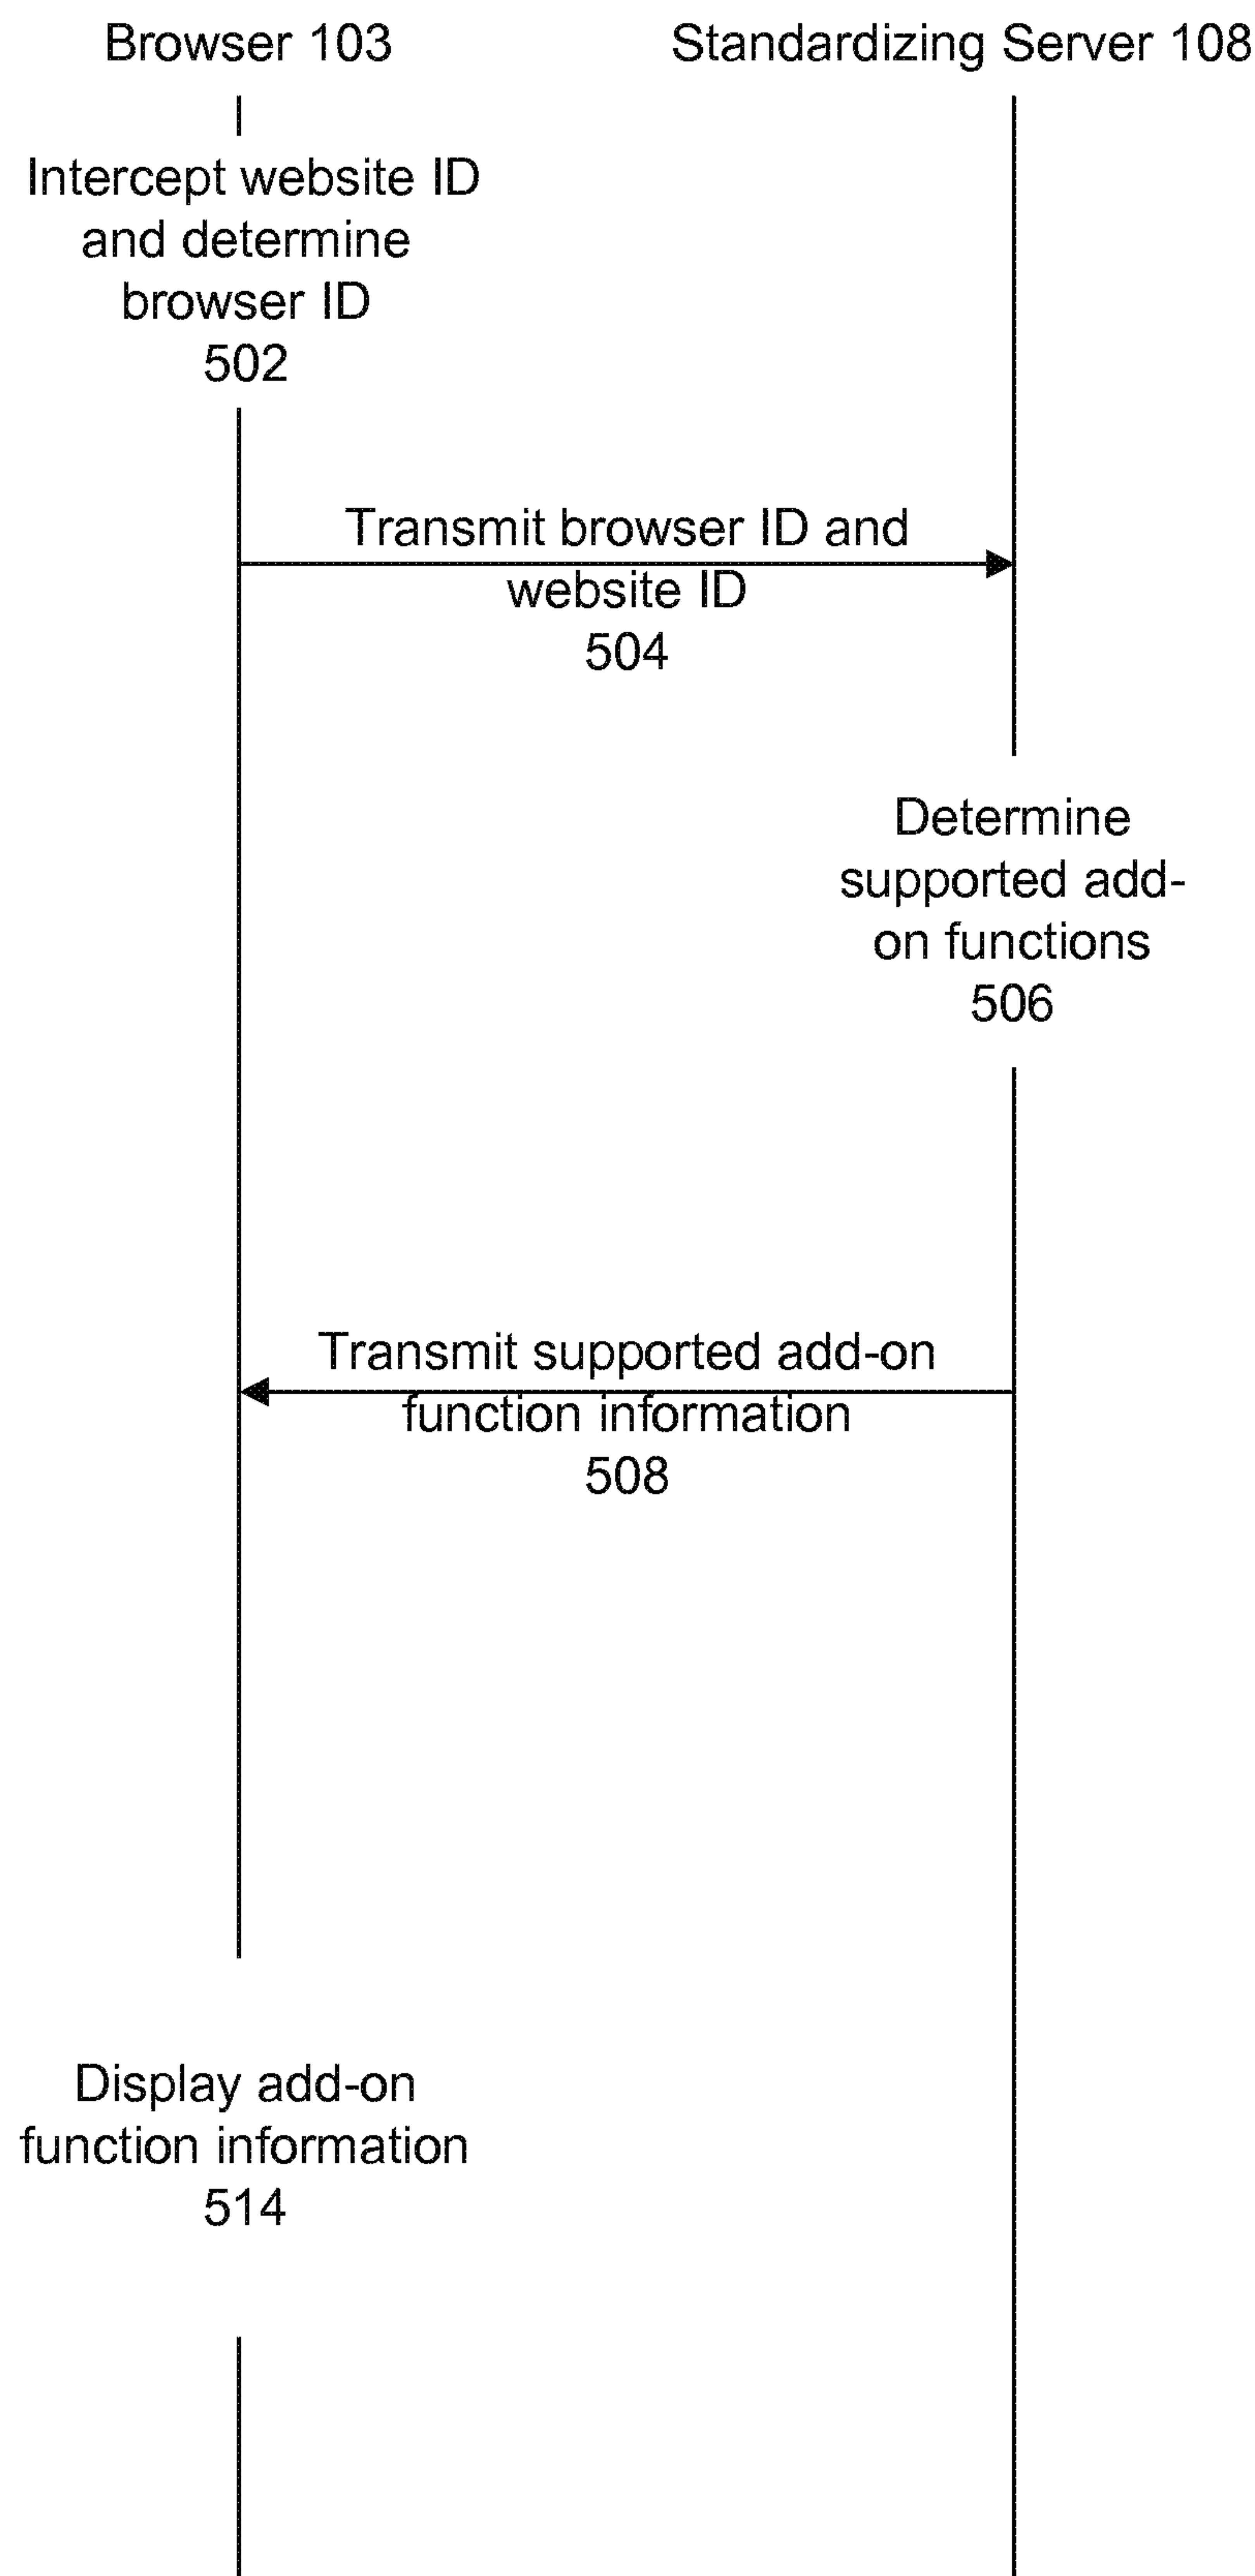 Browser 103
Standardizing Server 108
Intercept website ID
and determine
browser ID
502
Transmit browser ID and
website ID
504
Determine
supported add-
on functions
506
Transmit supported add-on
function information
508
Display add-on
function information
514